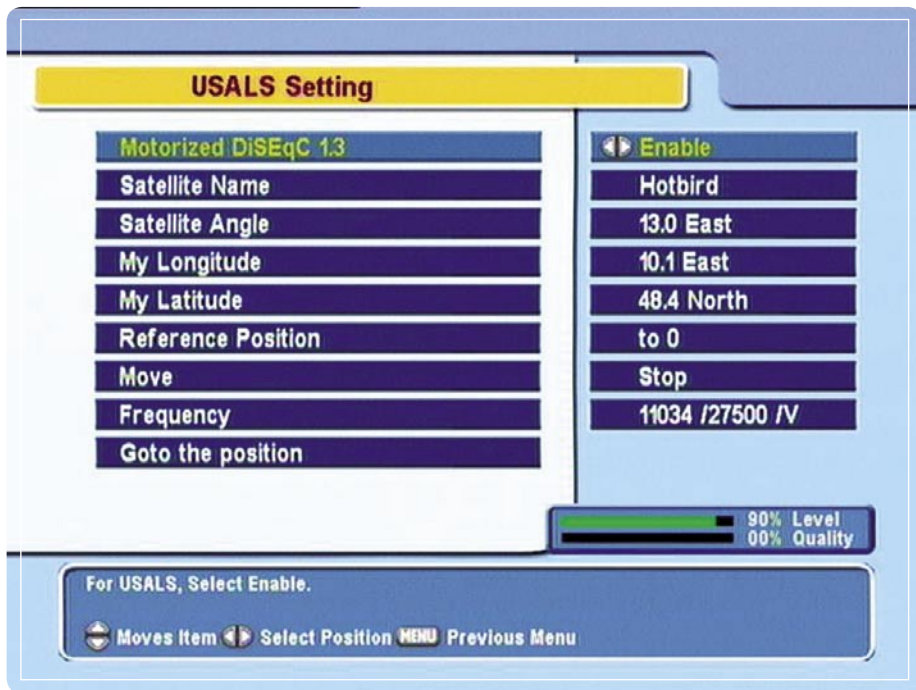 USALS Setting
Motorized DiSEqC 1.3 Enable
Satellite Name Hotbird
Satellite Angle 13.0 East
My Longitude 10.1 East
My Latitude 48.4 North
Reference Position to 0
Move Stop
Frequency 11034 /27500 /V
Goto the position
90% Level
00% Quality
For USALS, Select Enable.
Moves Item Select Position MENU Previous Menu